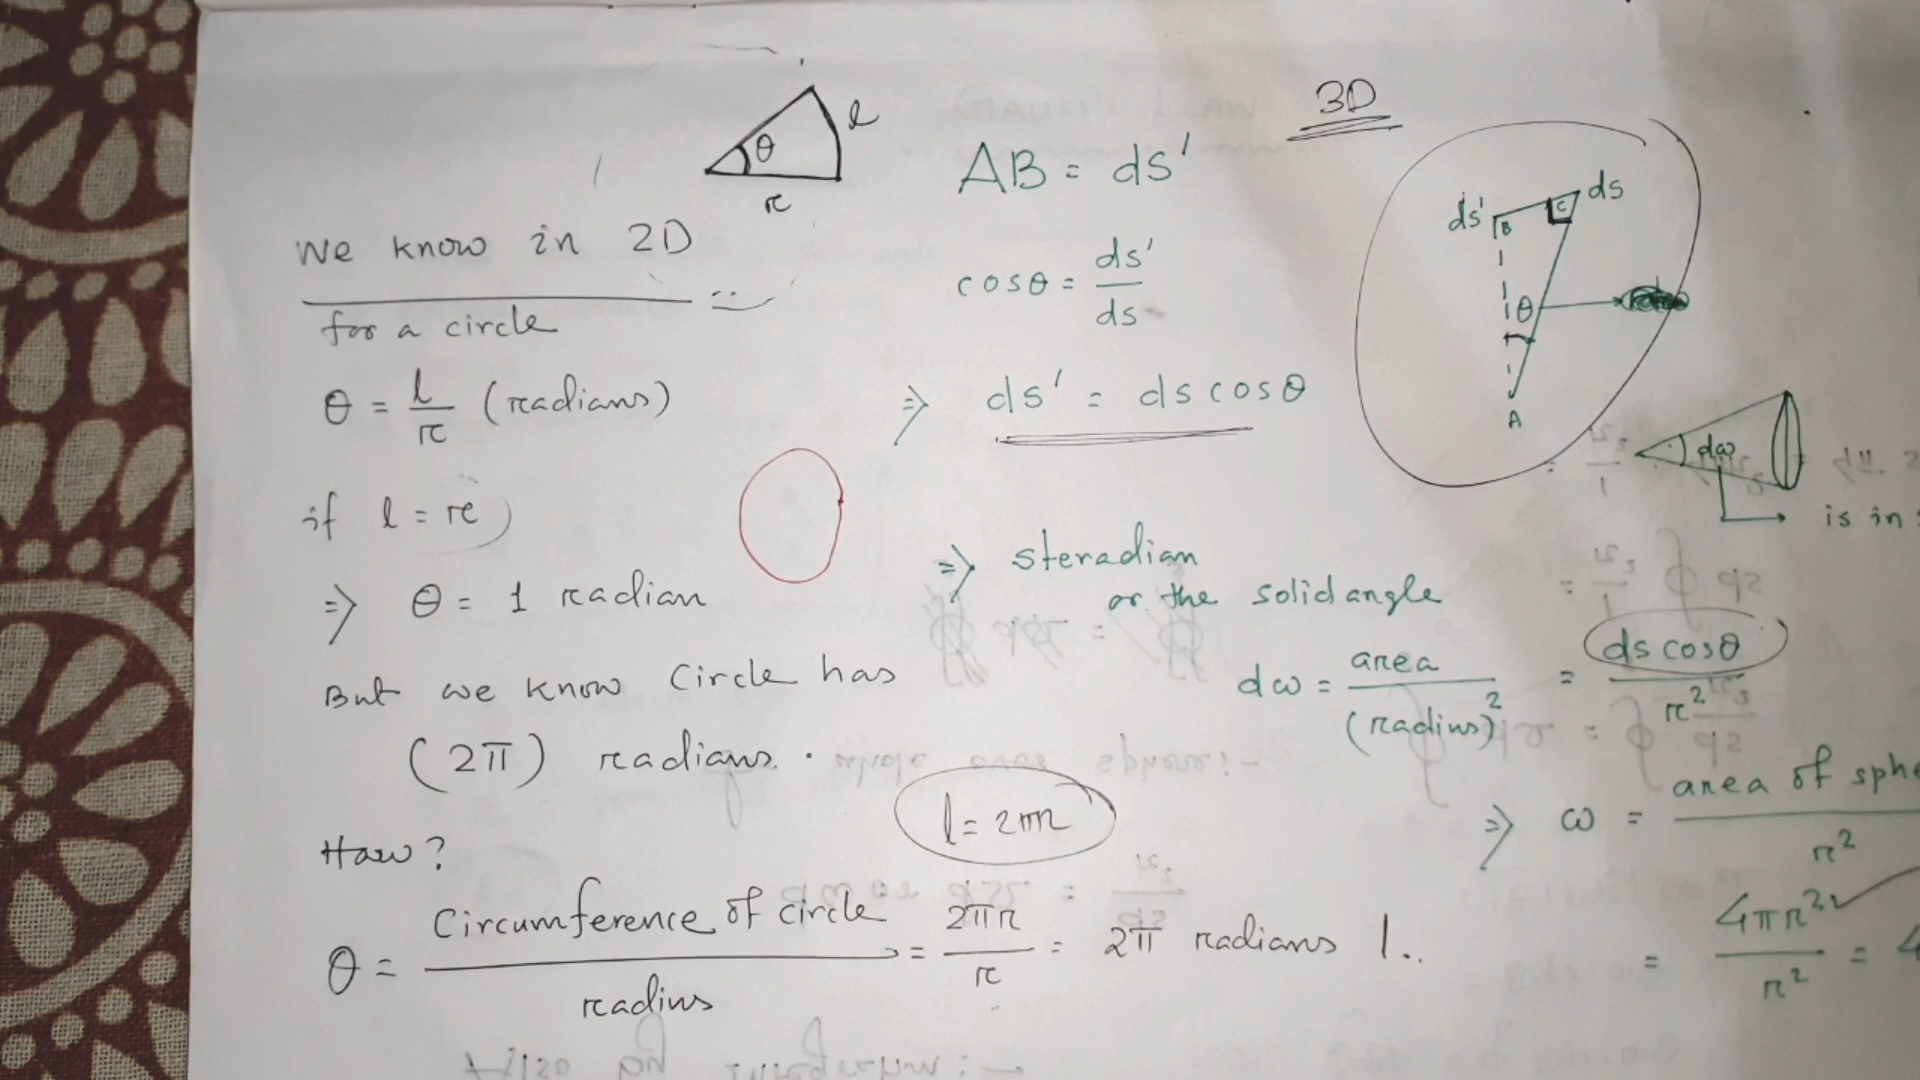 l
θ
r
We know in 2D
for a circle
θ = l/r (radians)
if l = r
⇒ θ = 1 radian
But we know Circle has
(2π) radians.
How?
l = 2πr
θ = Circumference of circle / radius = 2πr / r = 2π radians
3D
AB = ds'
cosθ = ds' / ds
⇒ ds' = ds cosθ
ds' B C ds
θ
A
dω
is in
⇒ steradian
or the solid angle
dω = area / (radius)² = ds cosθ / r²
⇒ ω = area of sphe / r²
= 4πr² / r² = 4